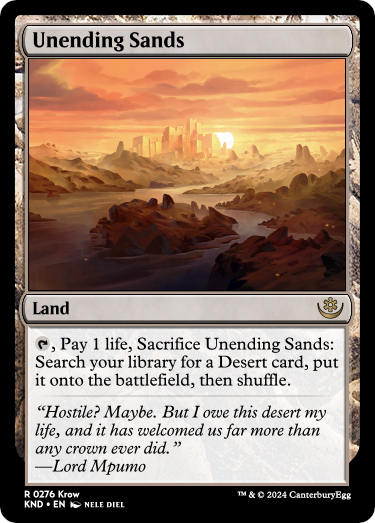 Unending Sands
Land
, Pay 1 life, Sacrifice Unending Sands:
Search your library for a Desert card, put
it onto the battlefield, then shuffle.
“Hostile? Maybe. But I owe this desert my
life, and it has welcomed us far more than
any crown ever did.”
—Lord Mpumo
R 0276 Krow
KND • EN NELE DIEL
™ & © 2024 CanterburyEgg